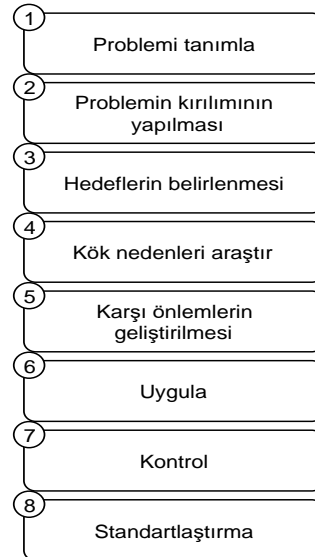 1
Problemi tanımla
2
Problemin kırılımının
yapılması
3
Hedeflerin belirlenmesi
4
Kök nedenleri araştır
5
Karşı önlemlerin
geliştirilmesi
6
Uygula
7
Kontrol
8
Standartlaştırma